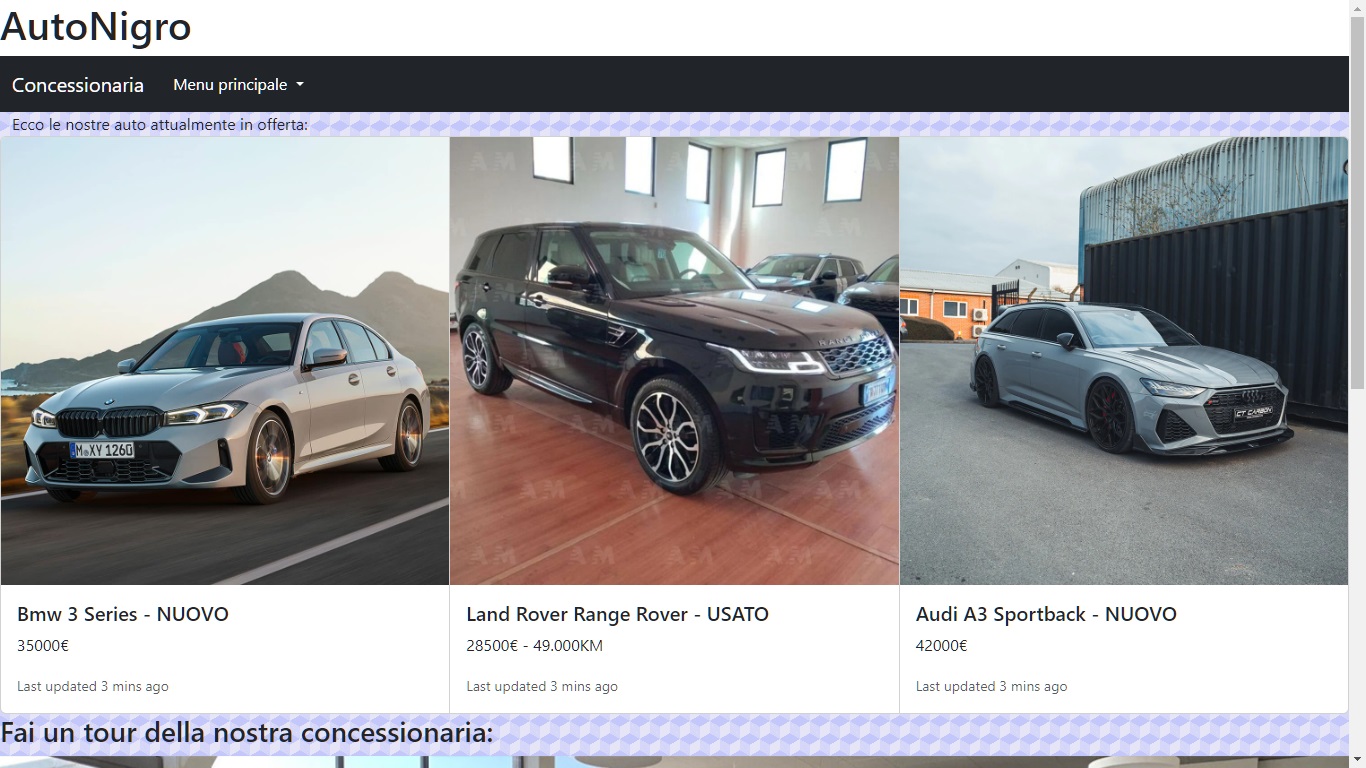 AutoNigro
Concessionaria Menu principale
Ecco le nostre auto attualmente in offerta:
M XY 1260
RANGE
CT CARBON
Bmw 3 Series - NUOVO
35000€
Last updated 3 mins ago
Land Rover Range Rover - USATO
28500€ - 49.000KM
Last updated 3 mins ago
Audi A3 Sportback - NUOVO
42000€
Last updated 3 mins ago
Fai un tour della nostra concessionaria: